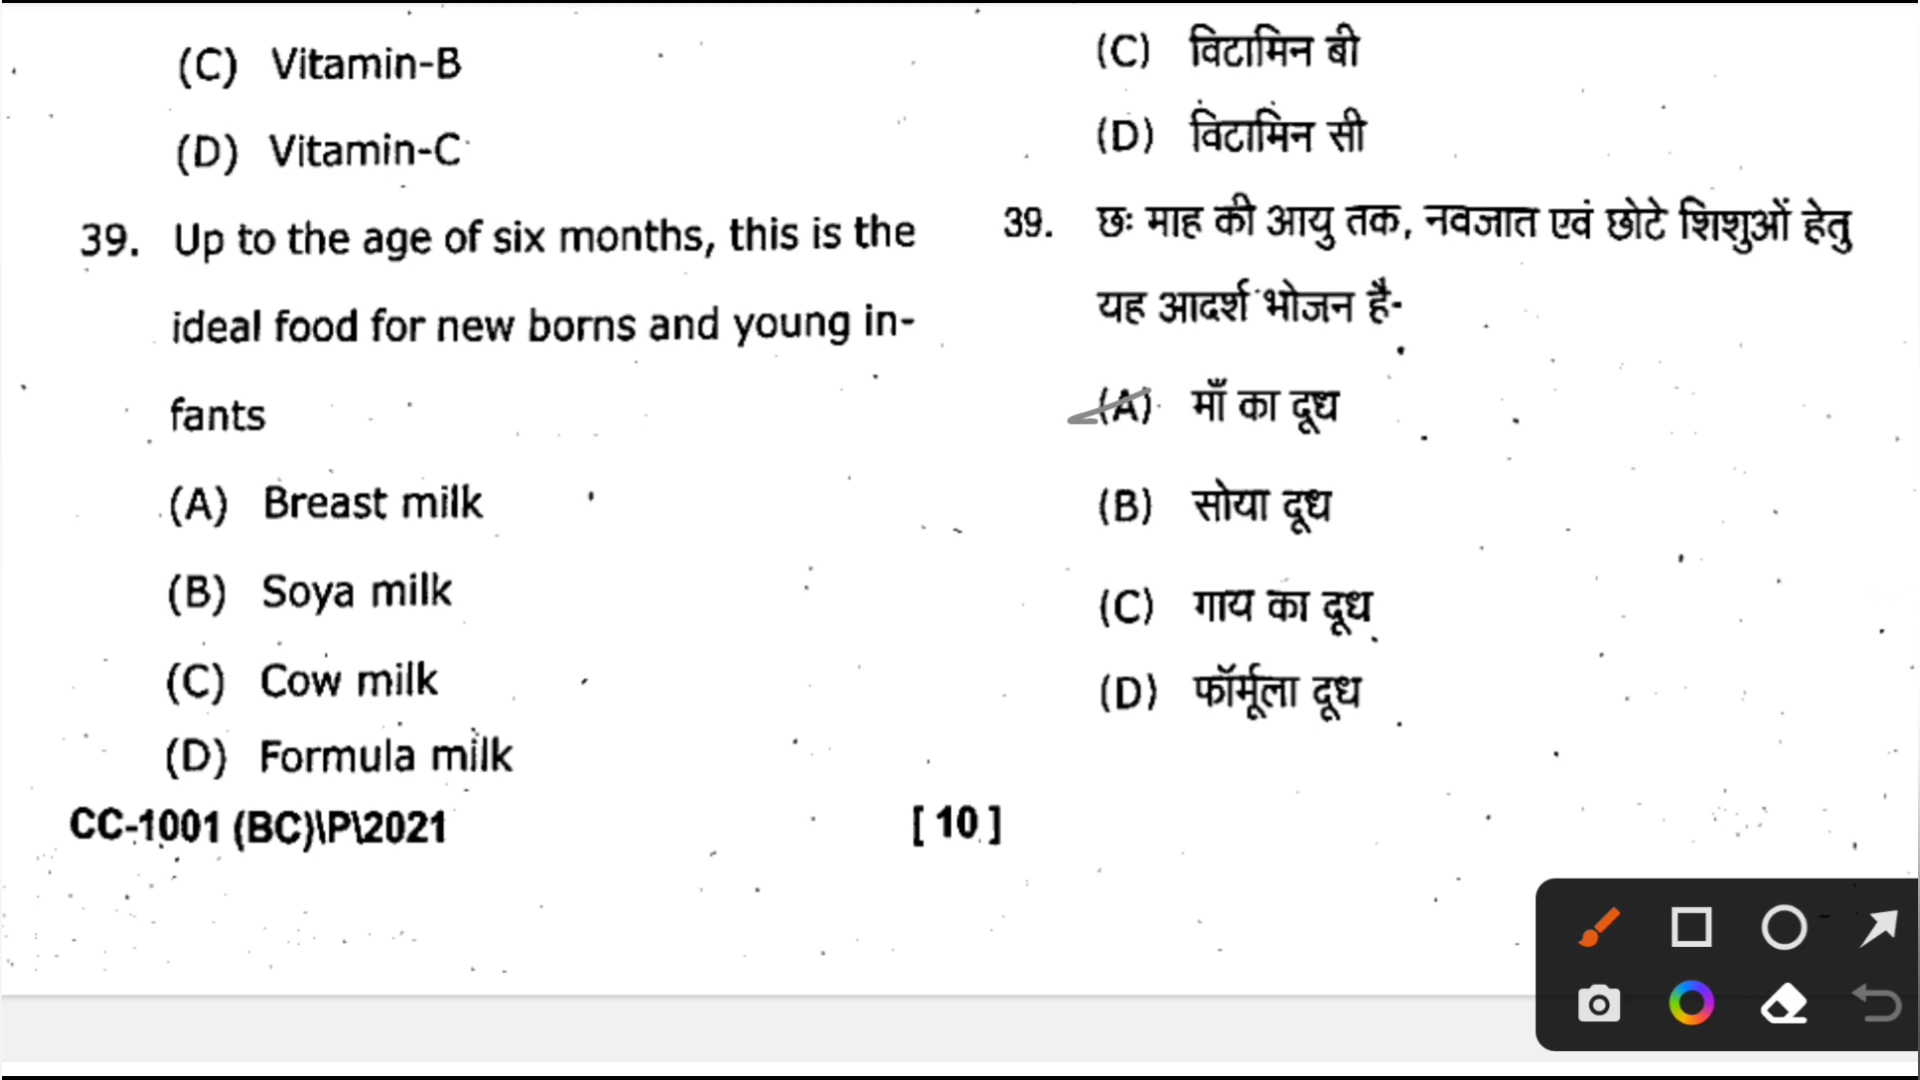 (C) Vitamin-B
(D) Vitamin-C
39. Up to the age of six months, this is the
ideal food for new borns and young in-
fants
(A) Breast milk
(B) Soya milk
(C) Cow milk
(D) Formula milk
CC-1001 (BC)\P\2021
[ 10 ]
(C) विटामिन बी
(D) विटामिन सी
39. छः माह की आयु तक, नवजात एवं छोटे शिशुओं हेतु
यह आदर्श भोजन है-
(A) माँ का दूध
(B) सोया दूध
(C) गाय का दूध
(D) फॉर्मूला दूध